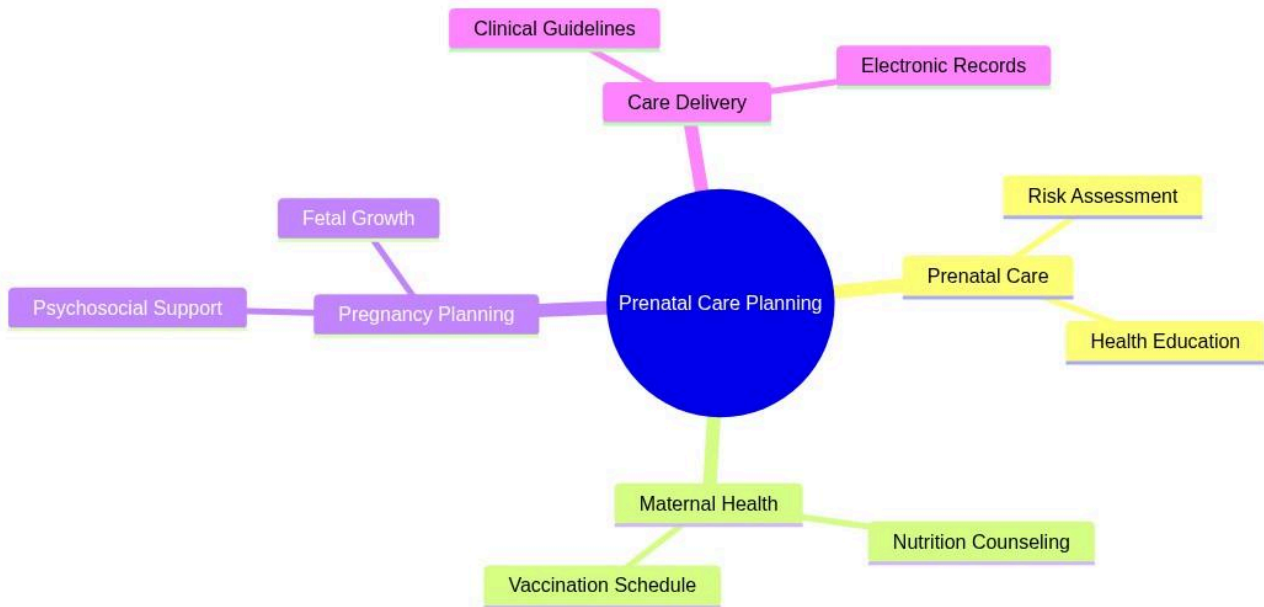 Clinical Guidelines
Electronic Records
Care Delivery
Risk Assessment
Fetal Growth
Prenatal Care
Psychosocial Support
Pregnancy Planning
Prenatal Care Planning
Health Education
Maternal Health
Nutrition Counseling
Vaccination Schedule